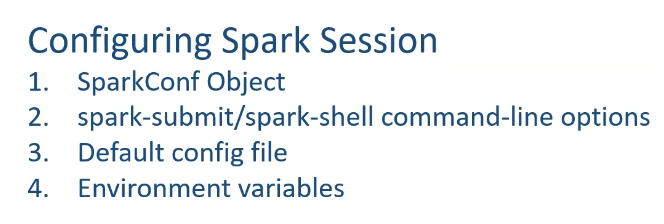 Configuring Spark Session
1. SparkConf Object
2. spark-submit/spark-shell command-line options
3. Default config file
4. Environment variables